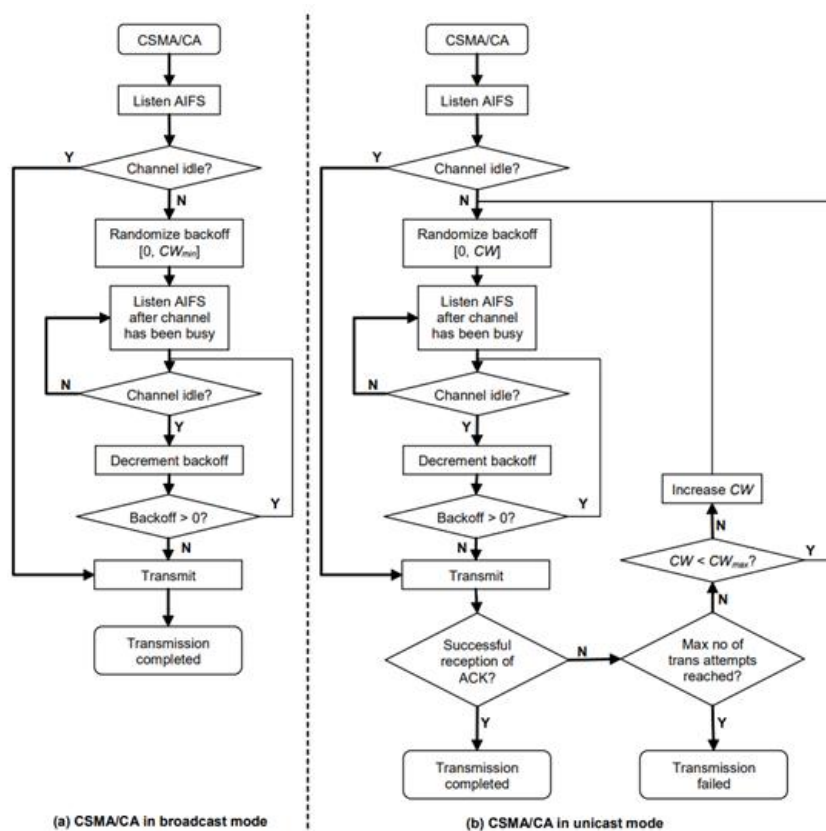 CSMA/CA
Listen AIFS
Y
Channel idle?
N
Randomize backoff
[0, CWmin]
Listen AIFS
after channel
has been busy
N
Channel idle?
Y
Decrement backoff
Backoff > 0?
Y
N
Transmit
Transmission
completed
(a) CSMA/CA in broadcast mode
CSMA/CA
Listen AIFS
Y
Channel idle?
N
Randomize backoff
[0, CW]
Listen AIFS
after channel
has been busy
N
Channel idle?
Y
Decrement backoff
Backoff > 0?
Y
N
Transmit
Successful
reception of
ACK?
N
Y
Transmission
completed
Increase CW
N
CW < CWmax?
Y
N
Max no of
trans attempts
reached?
Y
Transmission
failed
(b) CSMA/CA in unicast mode